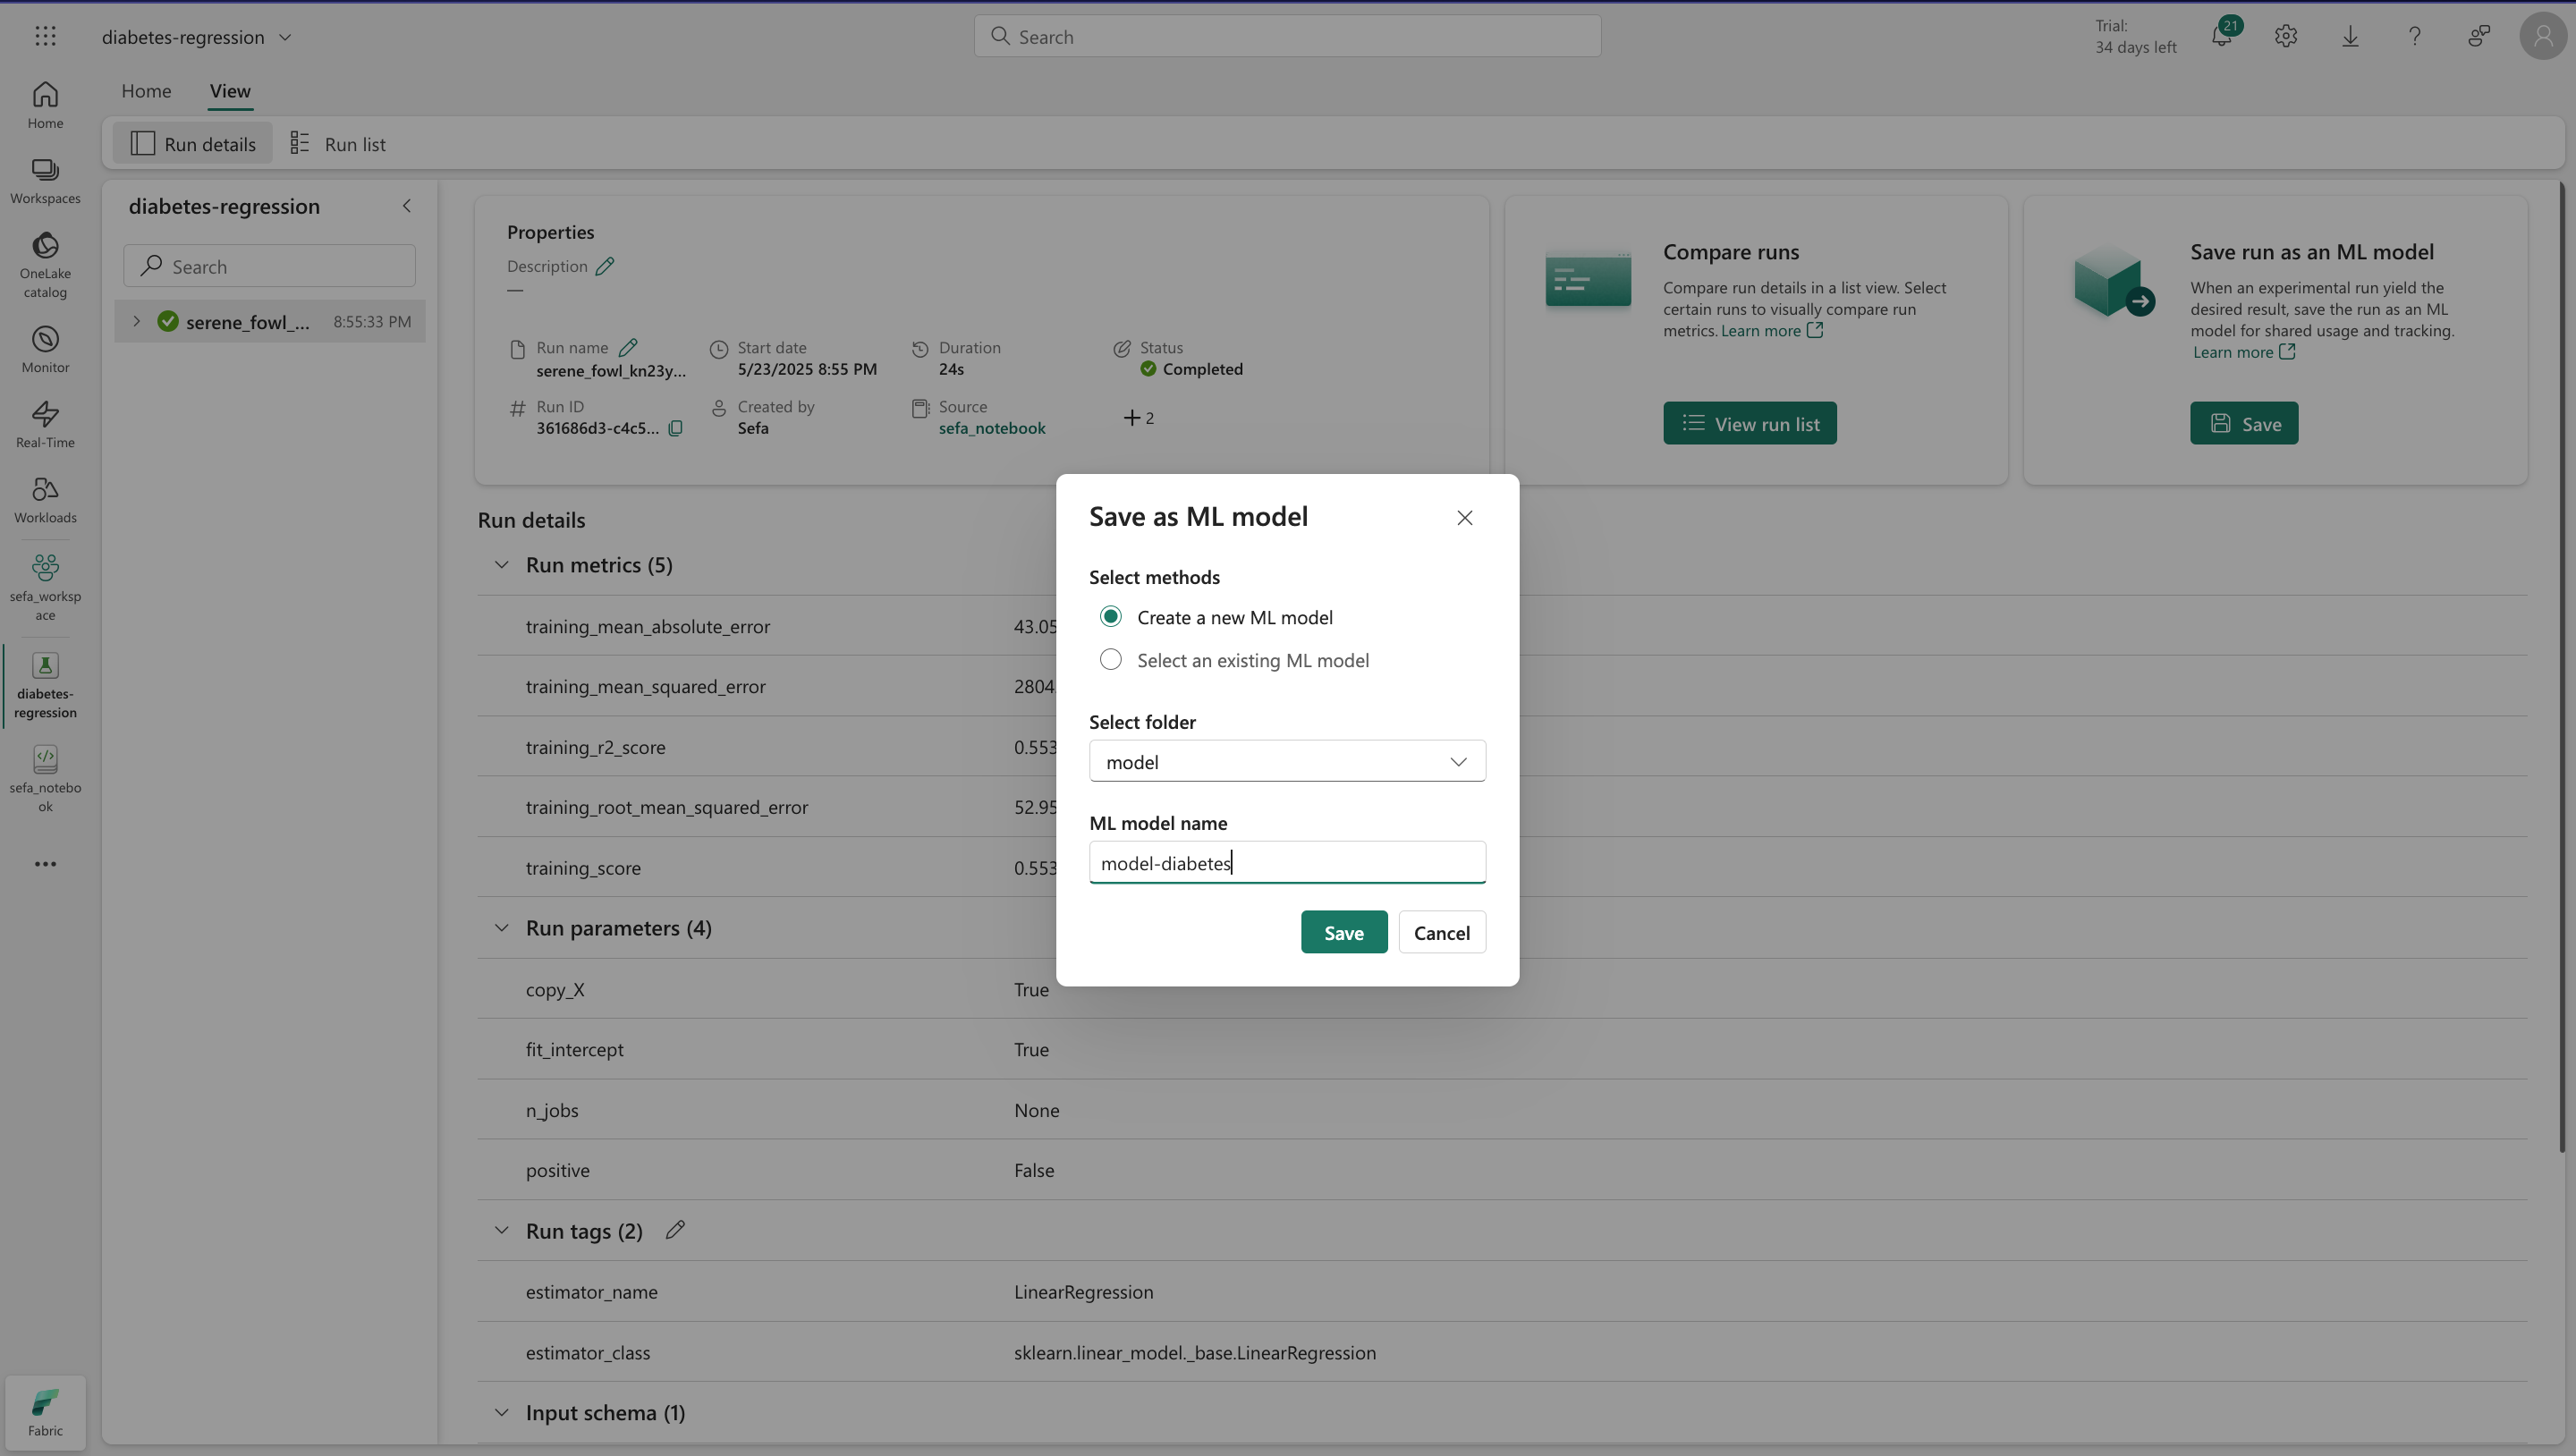 diabetes-regression
Search
Trial:
34 days left
21
Home
View
Run details
Run list
Home
Workspaces
OneLake
catalog
Monitor
Real-Time
Workloads
sefa_worksp
ace
diabetes-
regression
sefa_notebo
ok
Fabric
diabetes-regression
Search
serene_fowl_...
8:55:33 PM
Properties
Description
—
Run name
serene_fowl_kn23y...
Start date
5/23/2025 8:55 PM
Duration
24s
Status
Completed
Run ID
361686d3-c4c5...
Created by
Sefa
Source
sefa_notebook
+ 2
Compare runs
Compare run details in a list view. Select
certain runs to visually compare run
metrics. Learn more
View run list
Save run as an ML model
When an experimental run yield the
desired result, save the run as an ML
model for shared usage and tracking.
Learn more
Save
Run details
Run metrics (5)
training_mean_absolute_error 43.05
training_mean_squared_error 2804
training_r2_score 0.553
training_root_mean_squared_error 52.95
training_score 0.553
Run parameters (4)
copy_X True
fit_intercept True
n_jobs None
positive False
Run tags (2)
estimator_name LinearRegression
estimator_class sklearn.linear_model._base.LinearRegression
Input schema (1)
Save as ML model
Select methods
Create a new ML model
Select an existing ML model
Select folder
model
ML model name
model-diabetes
Save
Cancel